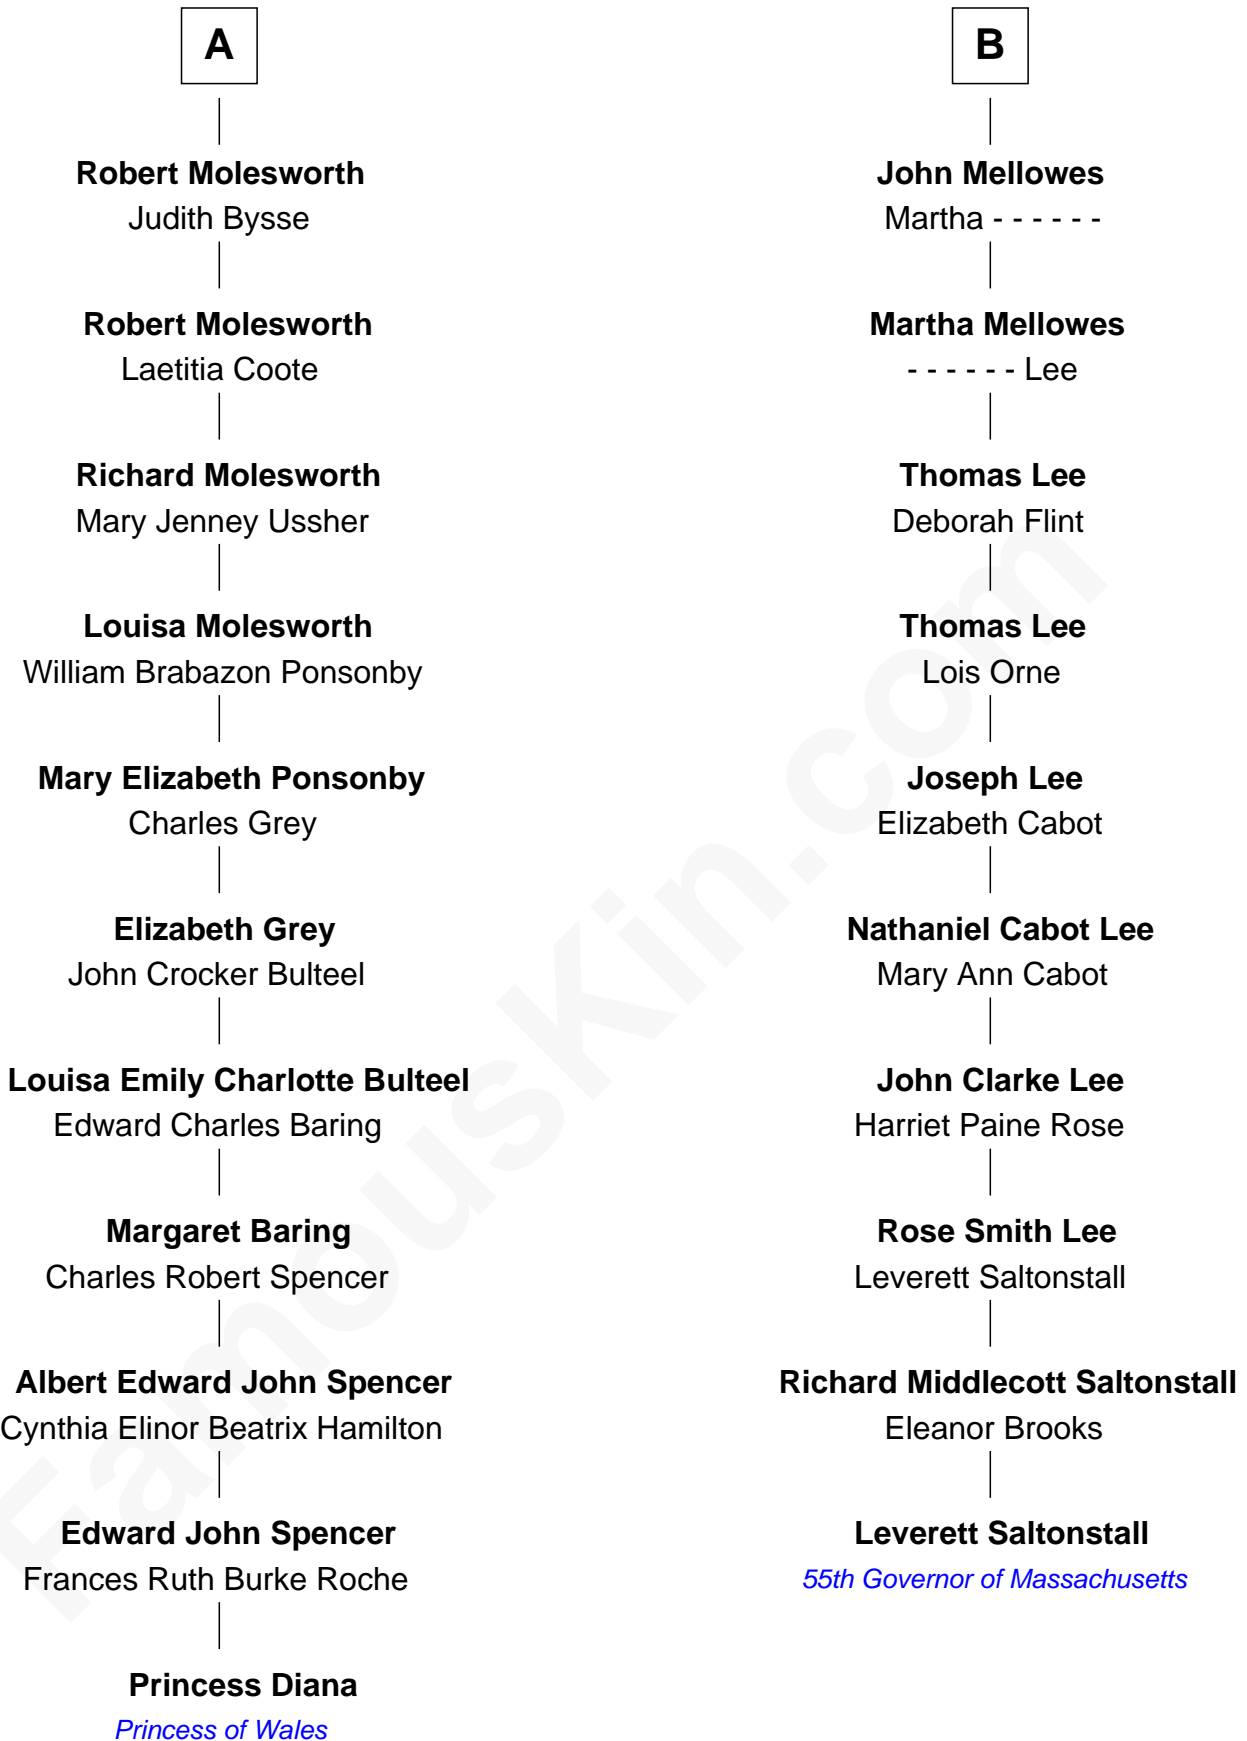 A
Robert Molesworth
Judith Bysse
Robert Molesworth
Laetitia Coote
Richard Molesworth
Mary Jenney Ussher
Louisa Molesworth
William Brabazon Ponsonby
Mary Elizabeth Ponsonby
Charles Grey
Elizabeth Grey
John Crocker Bulteel
Louisa Emily Charlotte Bulteel
Edward Charles Baring
Margaret Baring
Charles Robert Spencer
Albert Edward John Spencer
Cynthia Elinor Beatrix Hamilton
Edward John Spencer
Frances Ruth Burke Roche
Princess Diana
Princess of Wales
B
John Mellowes
Martha - - - - - -
Martha Mellowes
- - - - - - Lee
Thomas Lee
Deborah Flint
Thomas Lee
Lois Orne
Joseph Lee
Elizabeth Cabot
Nathaniel Cabot Lee
Mary Ann Cabot
John Clarke Lee
Harriet Paine Rose
Rose Smith Lee
Leverett Saltonstall
Richard Middlecott Saltonstall
Eleanor Brooks
Leverett Saltonstall
55th Governor of Massachusetts
FamousKin.com